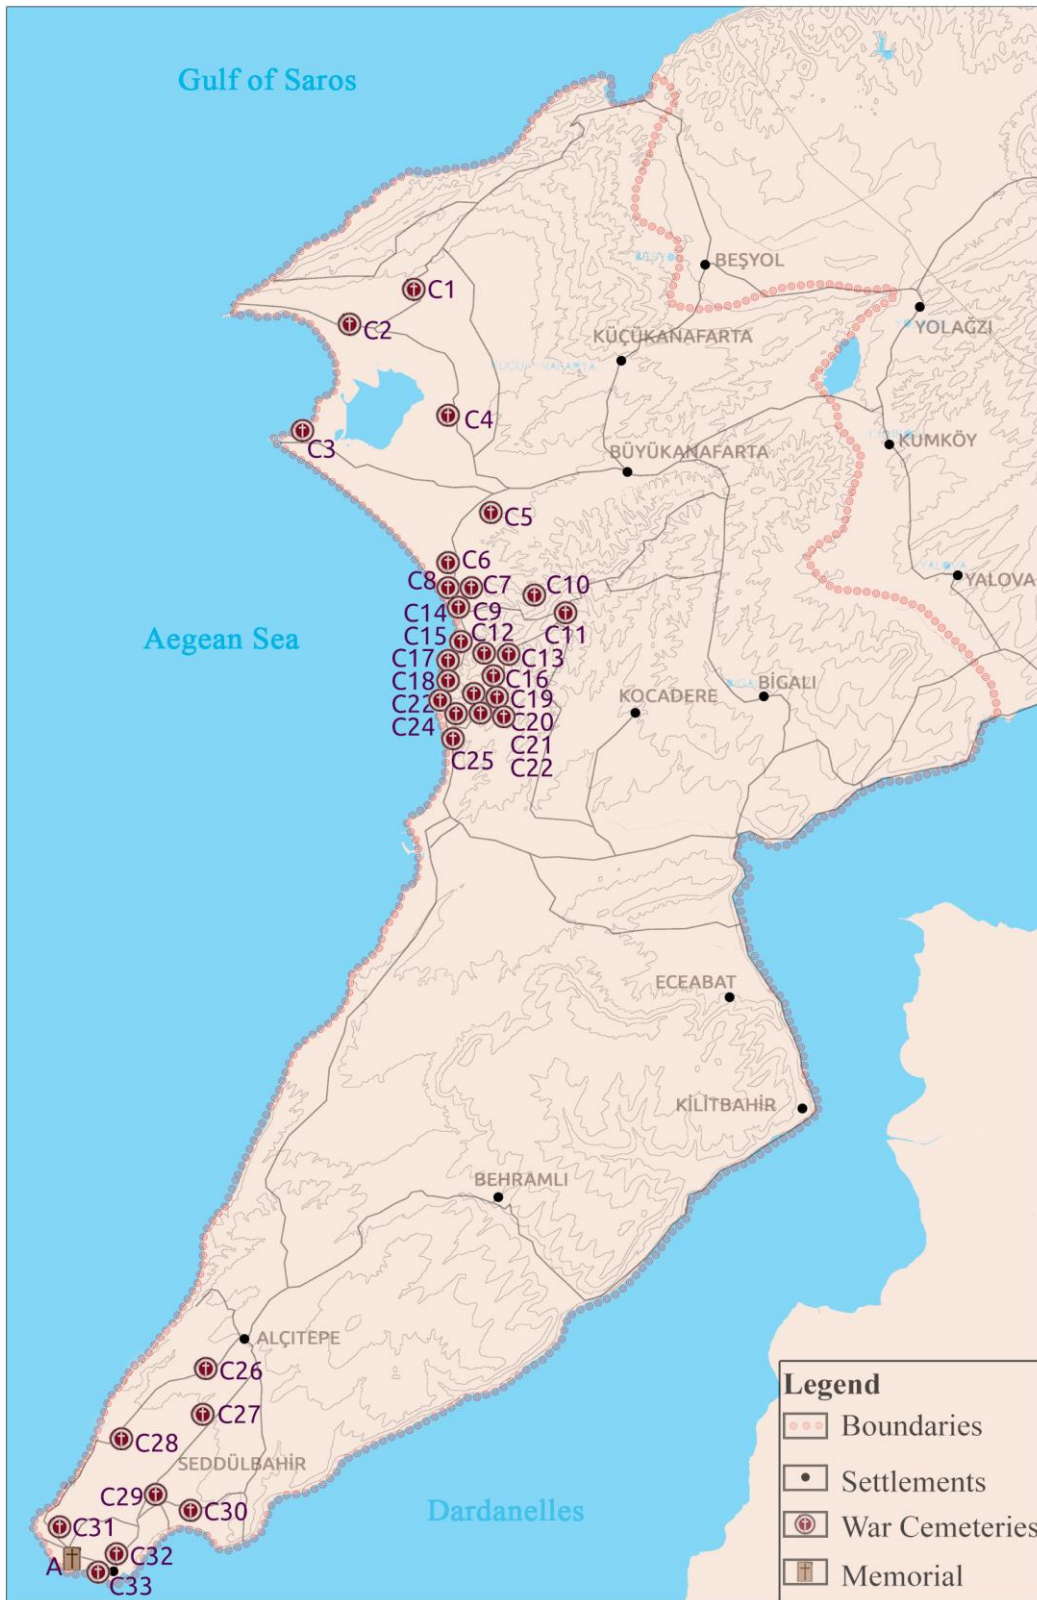 Gulf of Saros
BEŞYOL
C1
C2
YOLAĞZI
KÜÇÜKANAFARTA
C4
C3
KUMKÖY
BÜYÜKANAFARTA
C5
C6
C8
C7
C10
YALOVA
C14
C9
C11
Aegean Sea
C15
C12
C17
C13
C18
C16
BİGALI
C22
C19
KOCADERE
C24
C20
C25
C21
C22
ECEABAT
KİLİTBAHİR
BEHRAMLI
ALÇITEPE
C26
C27
C28
SEDDÜLBAHİR
C29
C30
Dardanelles
C31
C32
A
C33
Legend
Boundaries
Settlements
War Cemeteries
Memorial